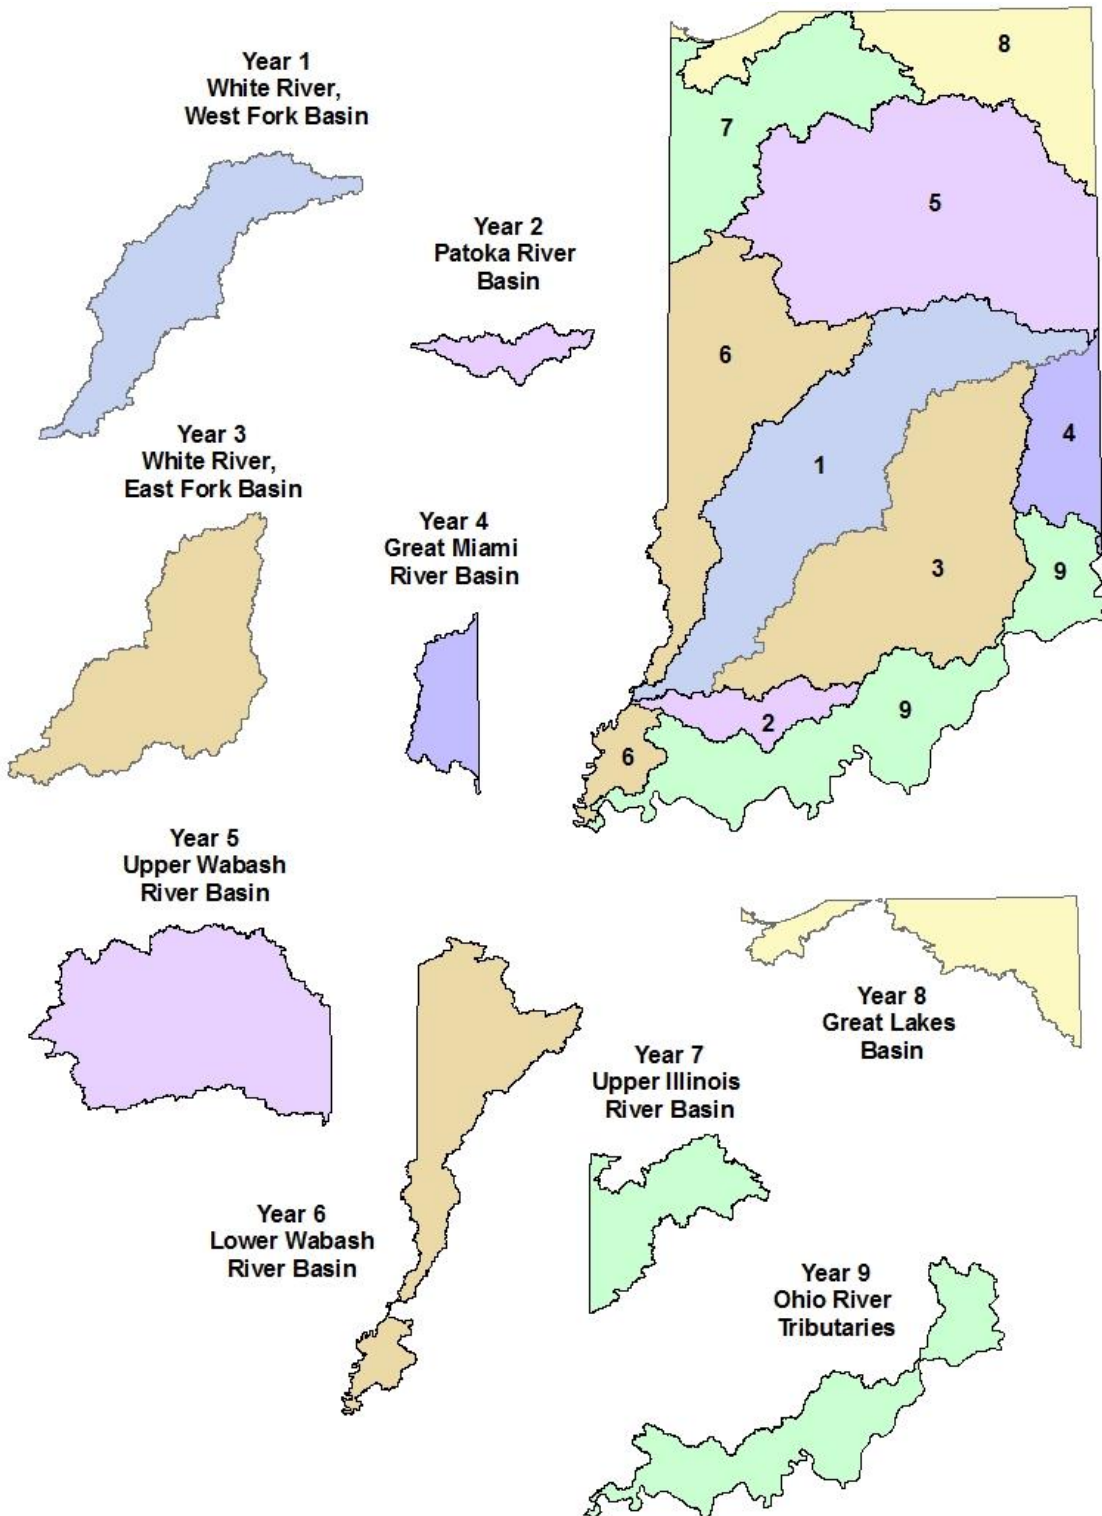 Year 1
White River,
West Fork Basin
Year 2
Patoka River
Basin
Year 3
White River,
East Fork Basin
Year 4
Great Miami
River Basin
8
7
5
6
1
4
3
9
2
9
6
Year 5
Upper Wabash
River Basin
Year 6
Lower Wabash
River Basin
Year 8
Great Lakes
Basin
Year 7
Upper Illinois
River Basin
Year 9
Ohio River
Tributaries